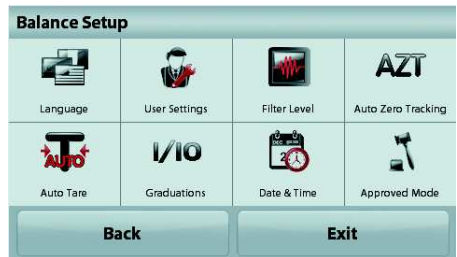 Balance Setup
AZT
Language
User Settings
Filter Level
Auto Zero Tracking
AUTO
1/10
Auto Tare
Graduations
Date & Time
Approved Mode
Back
Exit